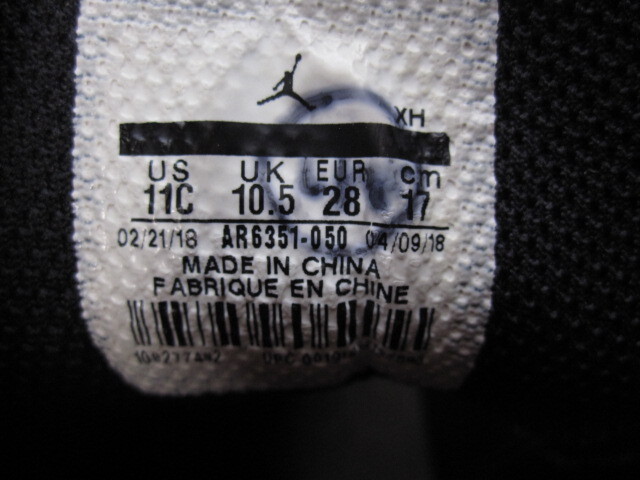 XH
US UK EUR cm
11C 10.5 28 17
02/21/18 AR6351-050 04/09/18
MADE IN CHINA
FABRIQUE EN CHINE
UPC